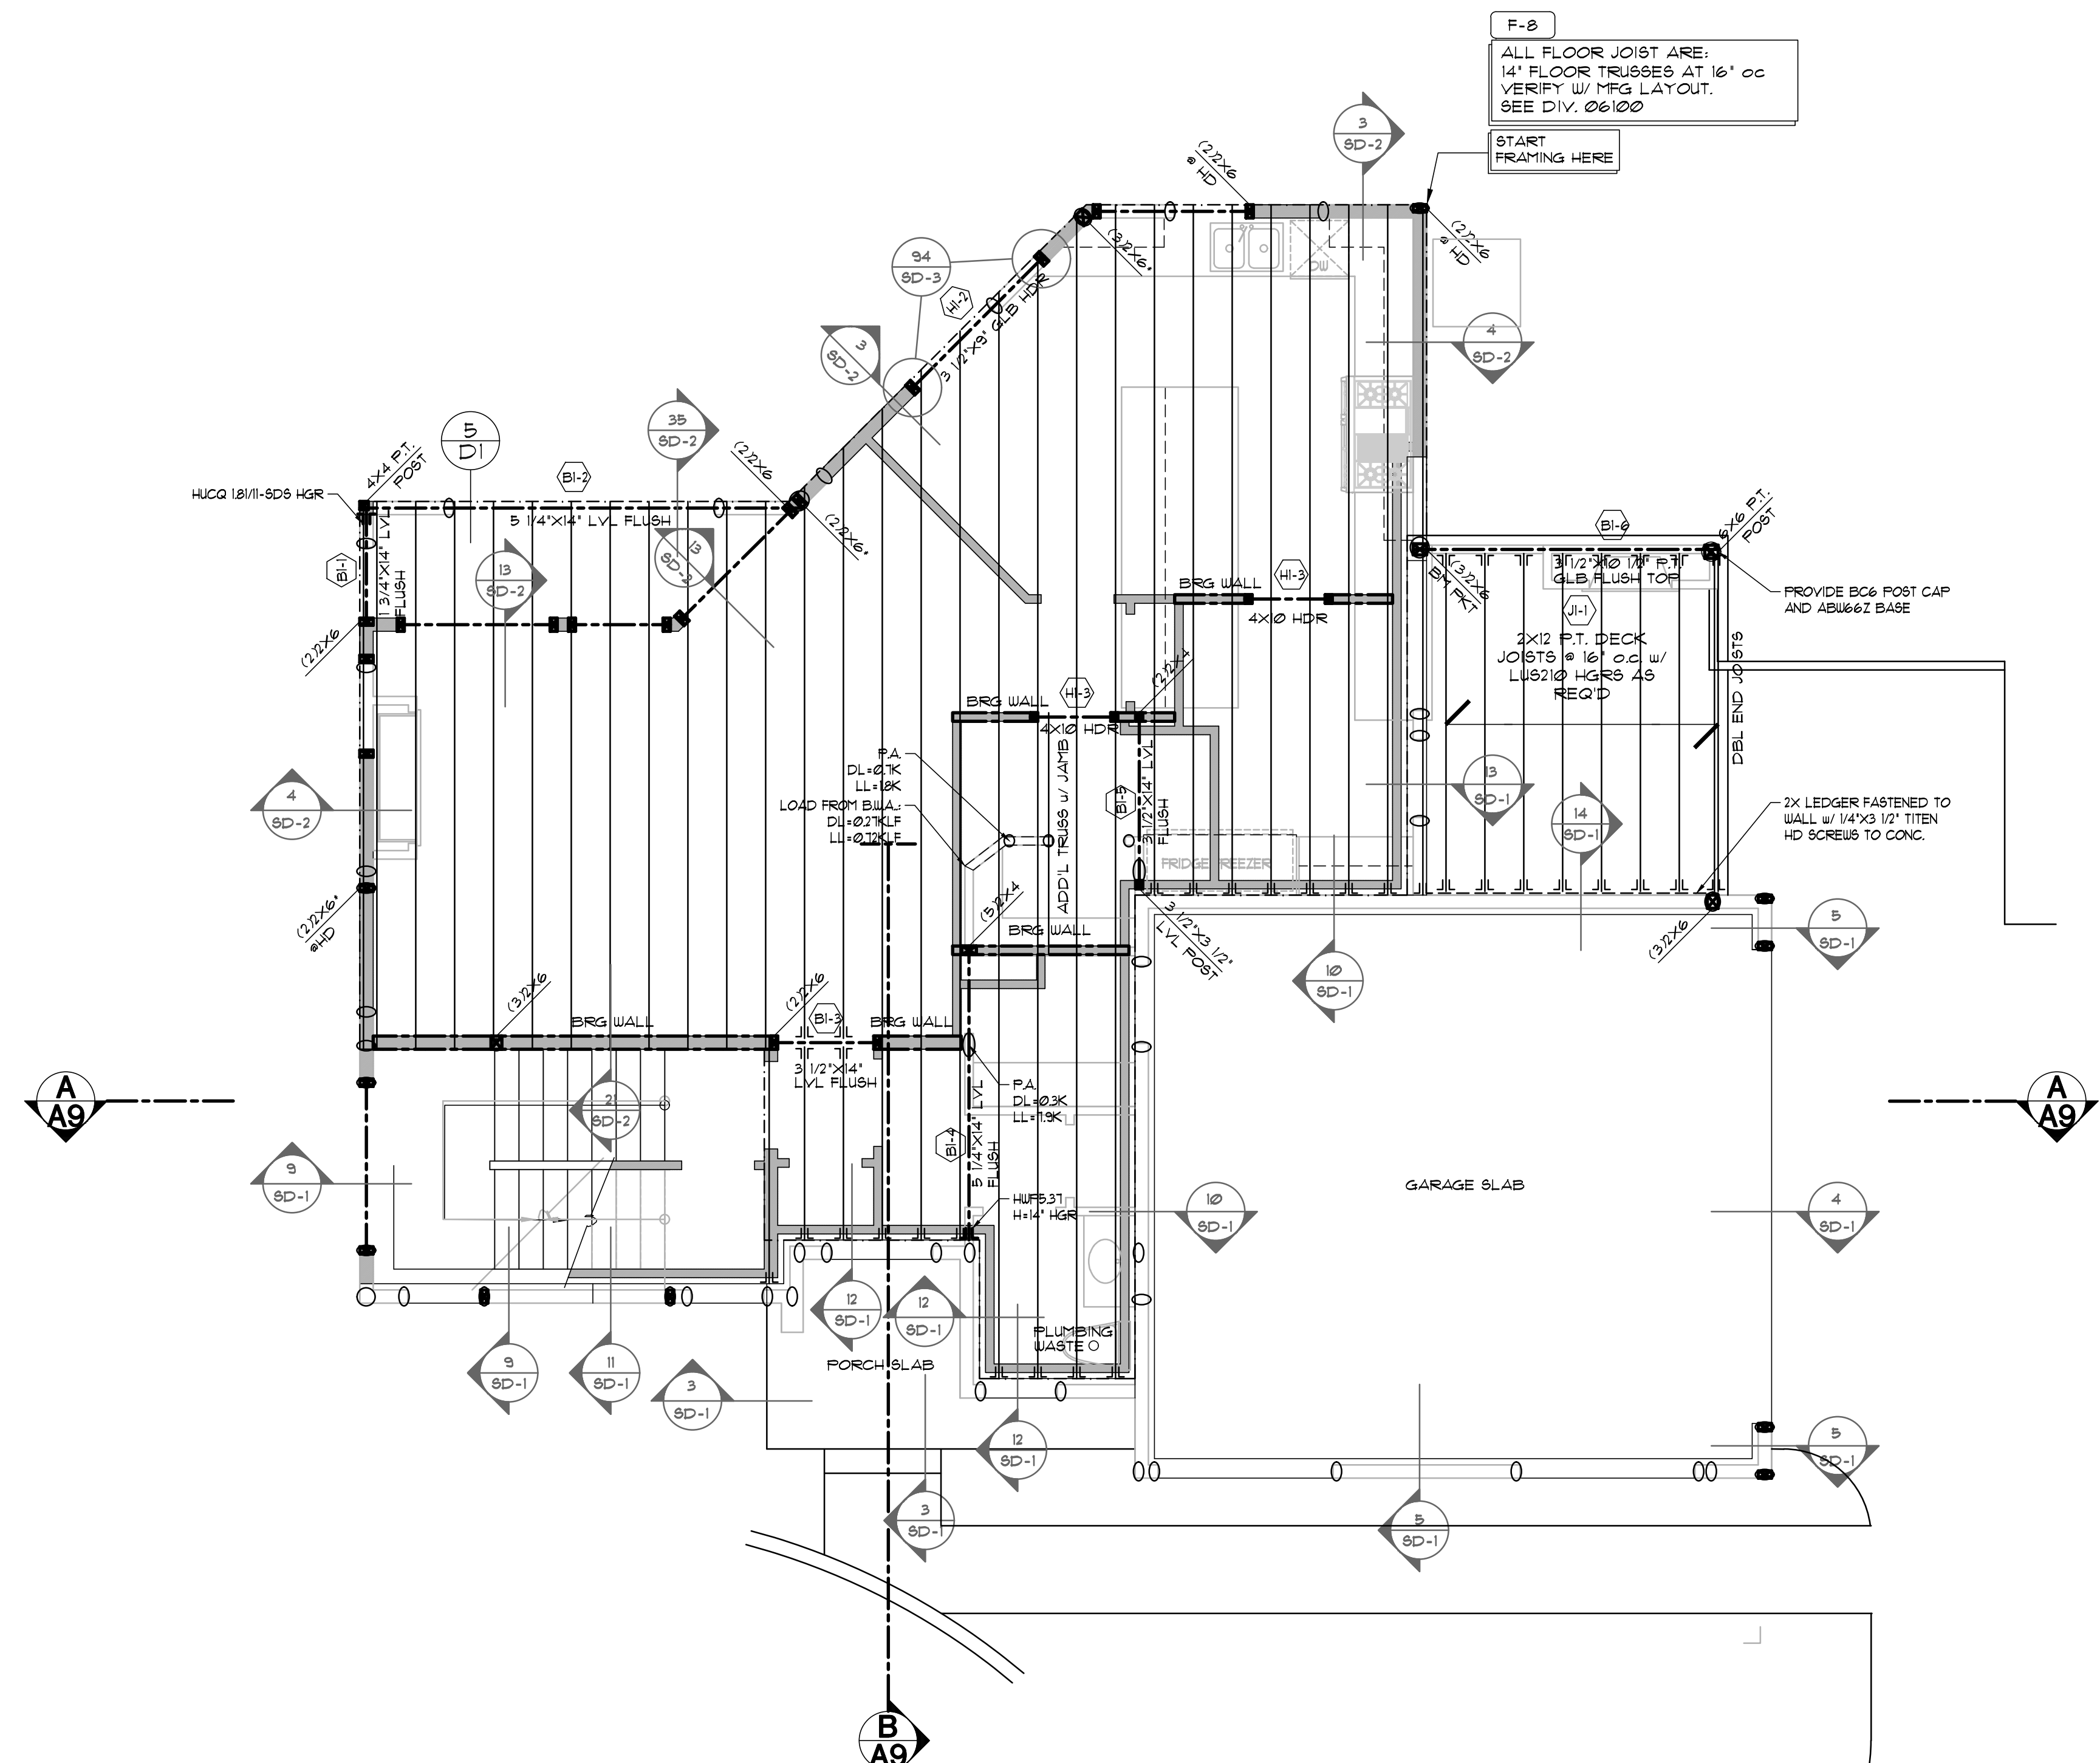 F-8
ALL FLOOR JOIST ARE:
14" FLOOR TRUSSES AT 16" oc
VERIFY W/ MFG LAYOUT.
SEE DIV. 06100
START
FRAMING HERE
3
SD-2
(2)2X6
@ HD
(2)2X6
@ HD
(3)2X6"
94
SD-3
H1-2
3 1/2"X9" GLB HDR
DW
4
SD-2
3
SD-2
35
SD-2
5
D1
4X4 P.T.
POST
B1-2
(2)2X6
HUCQ 1.81/11-SDS HGR
5 1/4"X14" LVL FLUSH
(2)2X6"
B1-1
1 3/4"X14" LVL
FLUSH
13
SD-2
13
SD-2
(2)2X6
B1-6
6X6 P.T.
POST
3 1/2"X10 1/2" P.T.
GLB FLUSH TOP
(3)2X6
BM PKT
J1-1
PROVIDE BC6 POST CAP
AND ABW66Z BASE
2X12 P.T. DECK
JOISTS @ 16" o.c. w/
LUS210 HGRS AS
REQ'D
DBL END JOISTS
BRG WALL
H1-3
4X10 HDR
(2)2X4
BRG WALL
H1-3
4X10 HDR
4
SD-2
P.A.
DL=0.7K
LL=1.8K
LOAD FROM B.W.A.:
DL=0.27KLF
LL=0.72KLF
ADD'L TRUSS w/ JAMB
B1-5
3 1/2"X14" LVL
FLUSH
FRIDGE
FREEZER
13
SD-1
14
SD-1
2X LEDGER FASTENED TO
WALL w/ 1/4"X3 1/2" TITEN
HD SCREWS TO CONC.
(2)2X6"
@HD
(5)2X4
BRG WALL
3 1/2"X3 1/2"
LVL POST
(3)2X6
5
SD-1
10
SD-1
(3)2X6
BRG WALL
(2)2X6
B1-3
BRG WALL
3 1/2"X14"
LVL FLUSH
P.A.
DL=0.3K
LL=1.9K
A
A9
A
A9
21
SD-2
B1-4
5 1/4"X14" LVL
FLUSH
9
SD-1
HWF5.37
H=14" HGR
10
SD-1
GARAGE SLAB
4
SD-1
12
SD-1
12
SD-1
PLUMBING
WASTE
PORCH SLAB
9
SD-1
11
SD-1
3
SD-1
12
SD-1
5
SD-1
3
SD-1
5
SD-1
B
A9